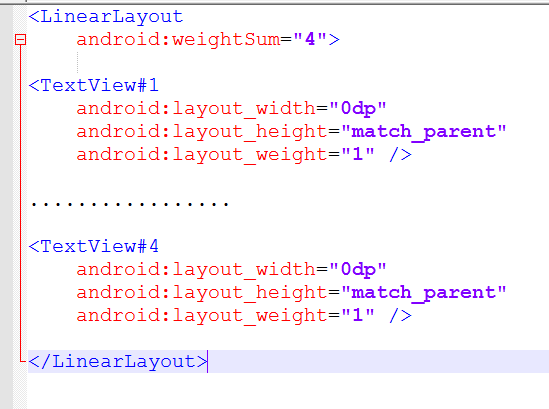 <LinearLayout
android:weightSum="4">
<TextView#1
android:layout_width="0dp"
android:layout_height="match_parent"
android:layout_weight="1" />
.................
<TextView#4
android:layout_width="0dp"
android:layout_height="match_parent"
android:layout_weight="1" />
</LinearLayout>